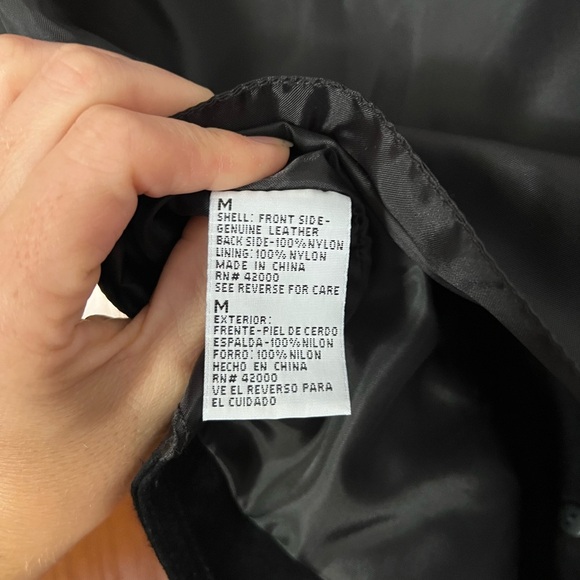 M
SHELL: FRONT SIDE-
GENUINE LEATHER
BACK SIDE-100%NYLON
LINING: 100% NYLON
MADE IN CHINA
RN# 42000
SEE REVERSE FOR CARE
M
EXTERIOR:
FRENTE-PIEL DE CERDO
ESPALDA-100%NILON
FORRO: 100%NILON
HECHO EN CHINA
RN# 42000
VE EL REVERSO PARA
EL CUIDADO